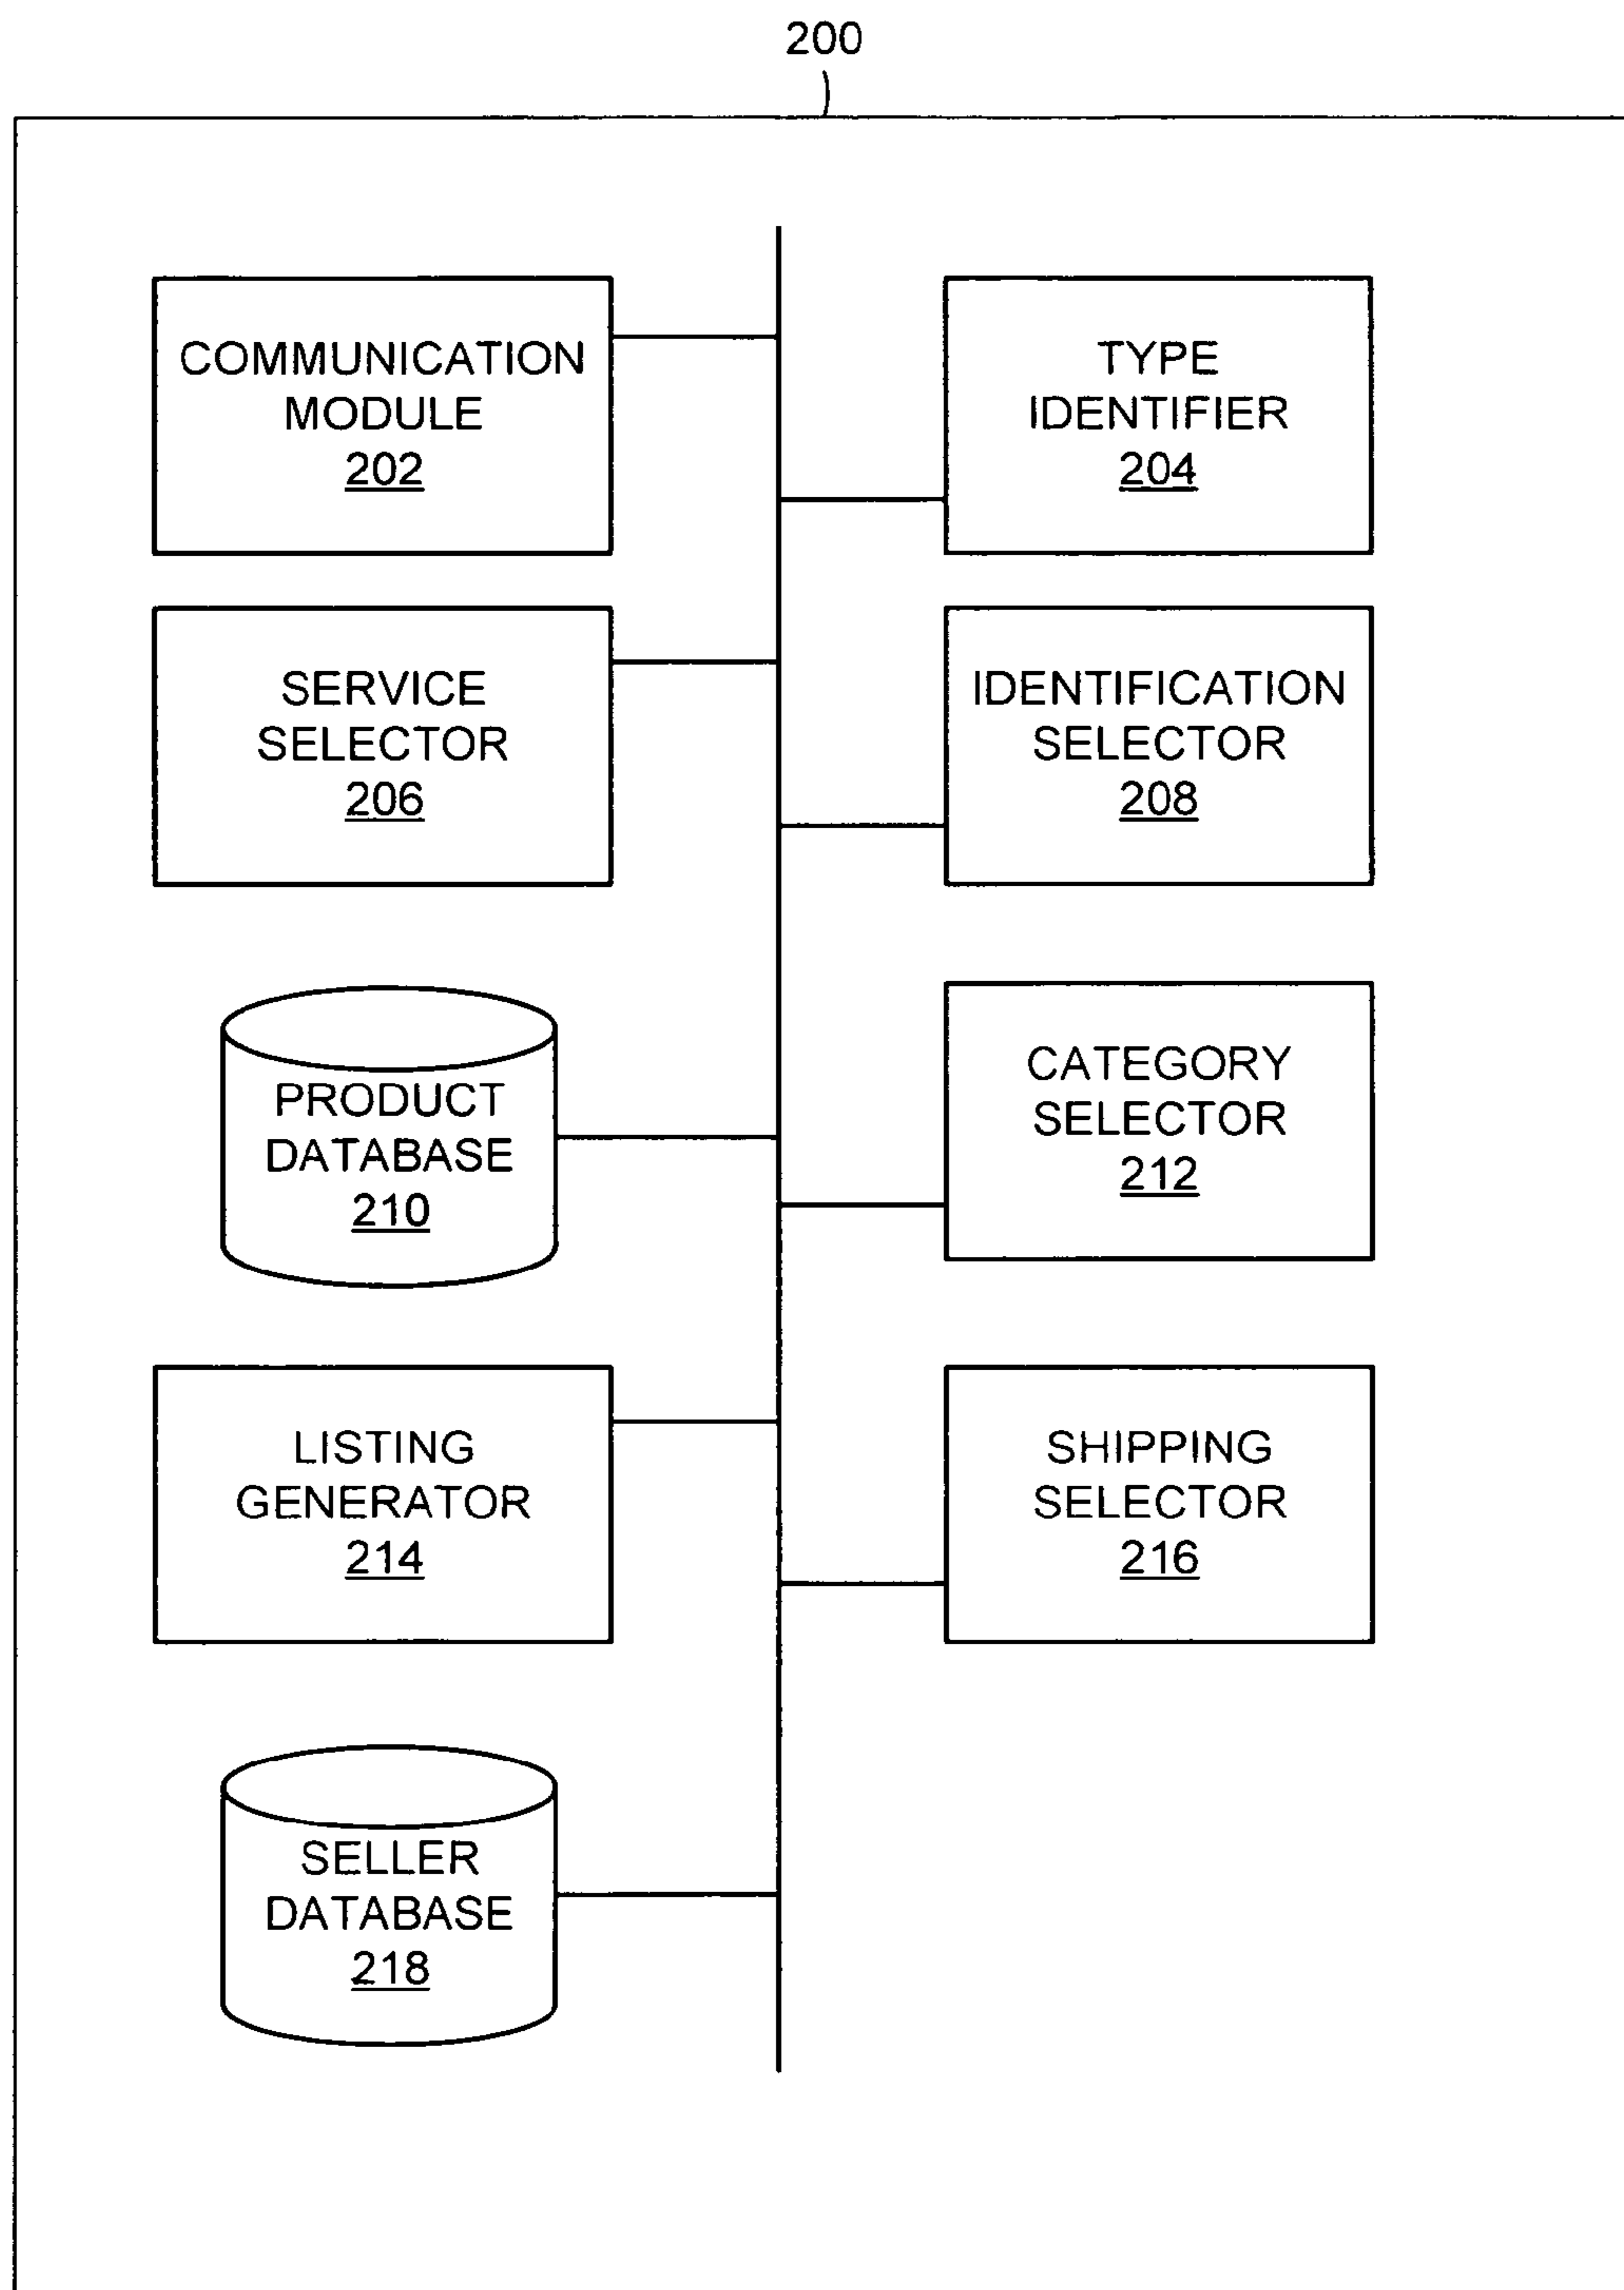 200
COMMUNICATION
MODULE
202
TYPE
IDENTIFIER
204
SERVICE
SELECTOR
206
IDENTIFICATION
SELECTOR
208
PRODUCT
DATABASE
210
CATEGORY
SELECTOR
212
LISTING
GENERATOR
214
SHIPPING
SELECTOR
216
SELLER
DATABASE
218